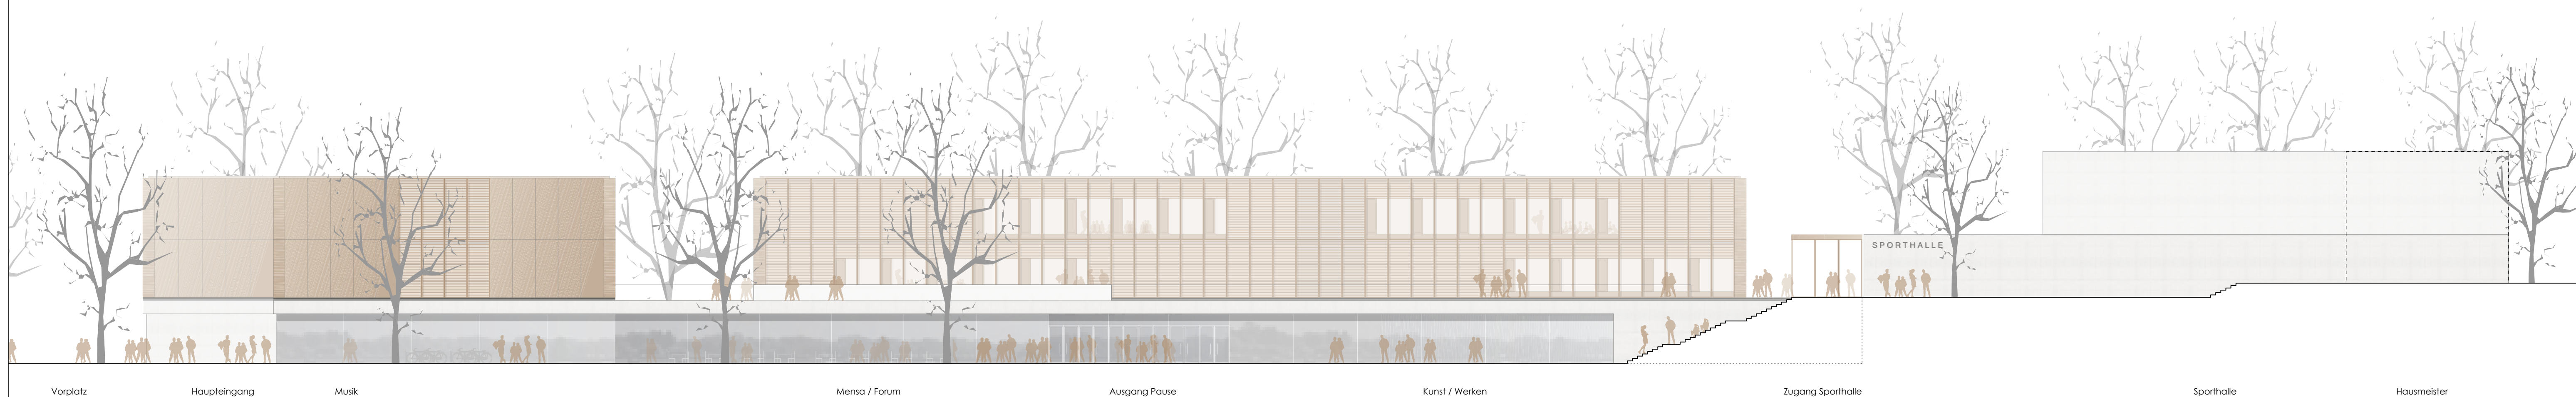 SPORTHALLE
Vorplatz
Haupteingang
Musik
Mensa / Forum
Ausgang Pause
Kunst / Werken
Zugang Sporthalle
Sporthalle
Hausmeister